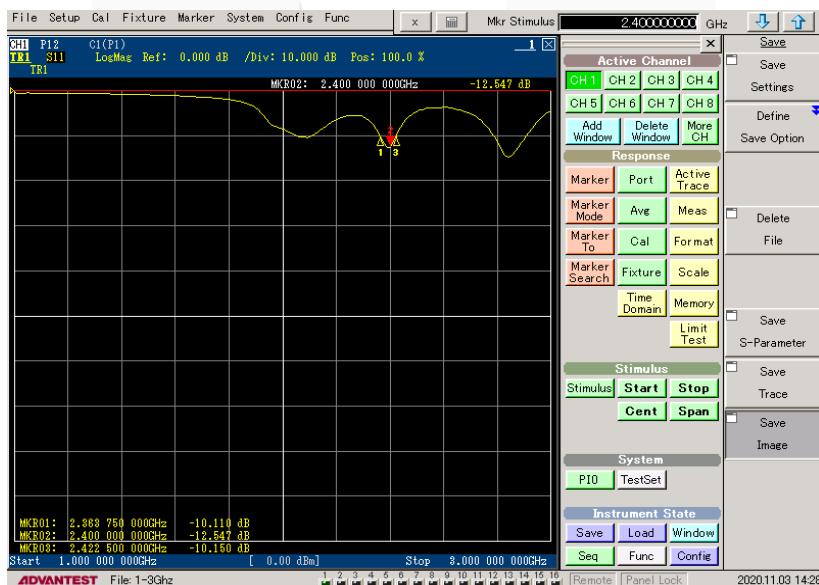 File Setup Cal Fixture Marker System Config Func
x Mkr Stimulus 2.400000000 GHz
CH1 P12 C1(P1) 1
TR1 S11 LogMag Ref: 0.000 dB /Div: 10.000 dB Pos: 100.0 %
TR1
MKR02: 2.400 000 000GHz -12.547 dB
2
1 3
MKR01: 2.363 750 000GHz -10.110 dB
MKR02: 2.400 000 000GHz -12.547 dB
MKR03: 2.422 500 000GHz -10.150 dB
Start 1.000 000 000GHz [ 0.00 dBm] Stop 3.000 000 000GHz
Active Channel
CH 1 CH 2 CH 3 CH 4
CH 5 CH 6 CH 7 CH 8
Add Window Delete Window More CH
Response
Marker Port Active Trace
Marker Mode Avg Meas
Marker To Cal Format
Marker Search Fixture Scale
Time Domain Memory
Limit Test
Stimulus
Stimulus Start Stop
Cent Span
System
PIO TestSet
Instrument State
Save Load Window
Seq Func Config
Save
Save
Settings
Define
Save Option
Delete
File
Save
S-Parameter
Save
Trace
Save
Image
ADVANTEST File: 1-3Ghz 1 2 3 4 5 6 7 8 9 10 11 12 13 14 15 16 Remote Panel Lock 2020.11.03 14:2